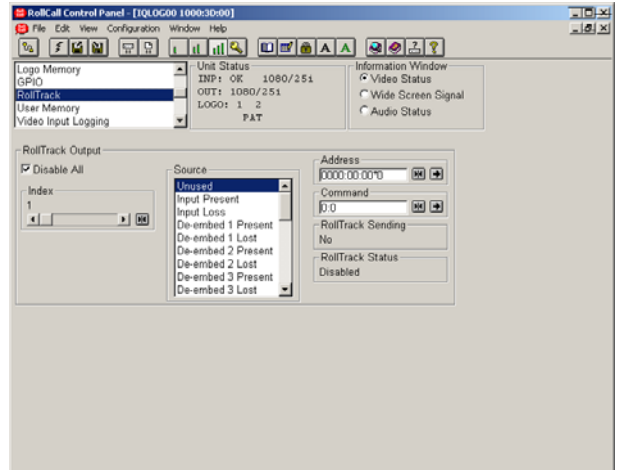 RollCall Control Panel - [IQLOG00 1000:3D:00]
File Edit View Configuration Window Help
Logo Memory
GPIO
RollTrack
User Memory
Video Input Logging
Unit Status
INP: OK 1080/25i
OUT: 1080/25i
LOGO: 1 2
PAT
Information Window
Video Status
Wide Screen Signal
Audio Status
RollTrack Output
Disable All
Index
1
Source
Unused
Input Present
Input Loss
De-embed 1 Present
De-embed 1 Lost
De-embed 2 Present
De-embed 2 Lost
De-embed 3 Present
De-embed 3 Lost
Address
0000:00:00*0
Command
0:0
RollTrack Sending
No
RollTrack Status
Disabled